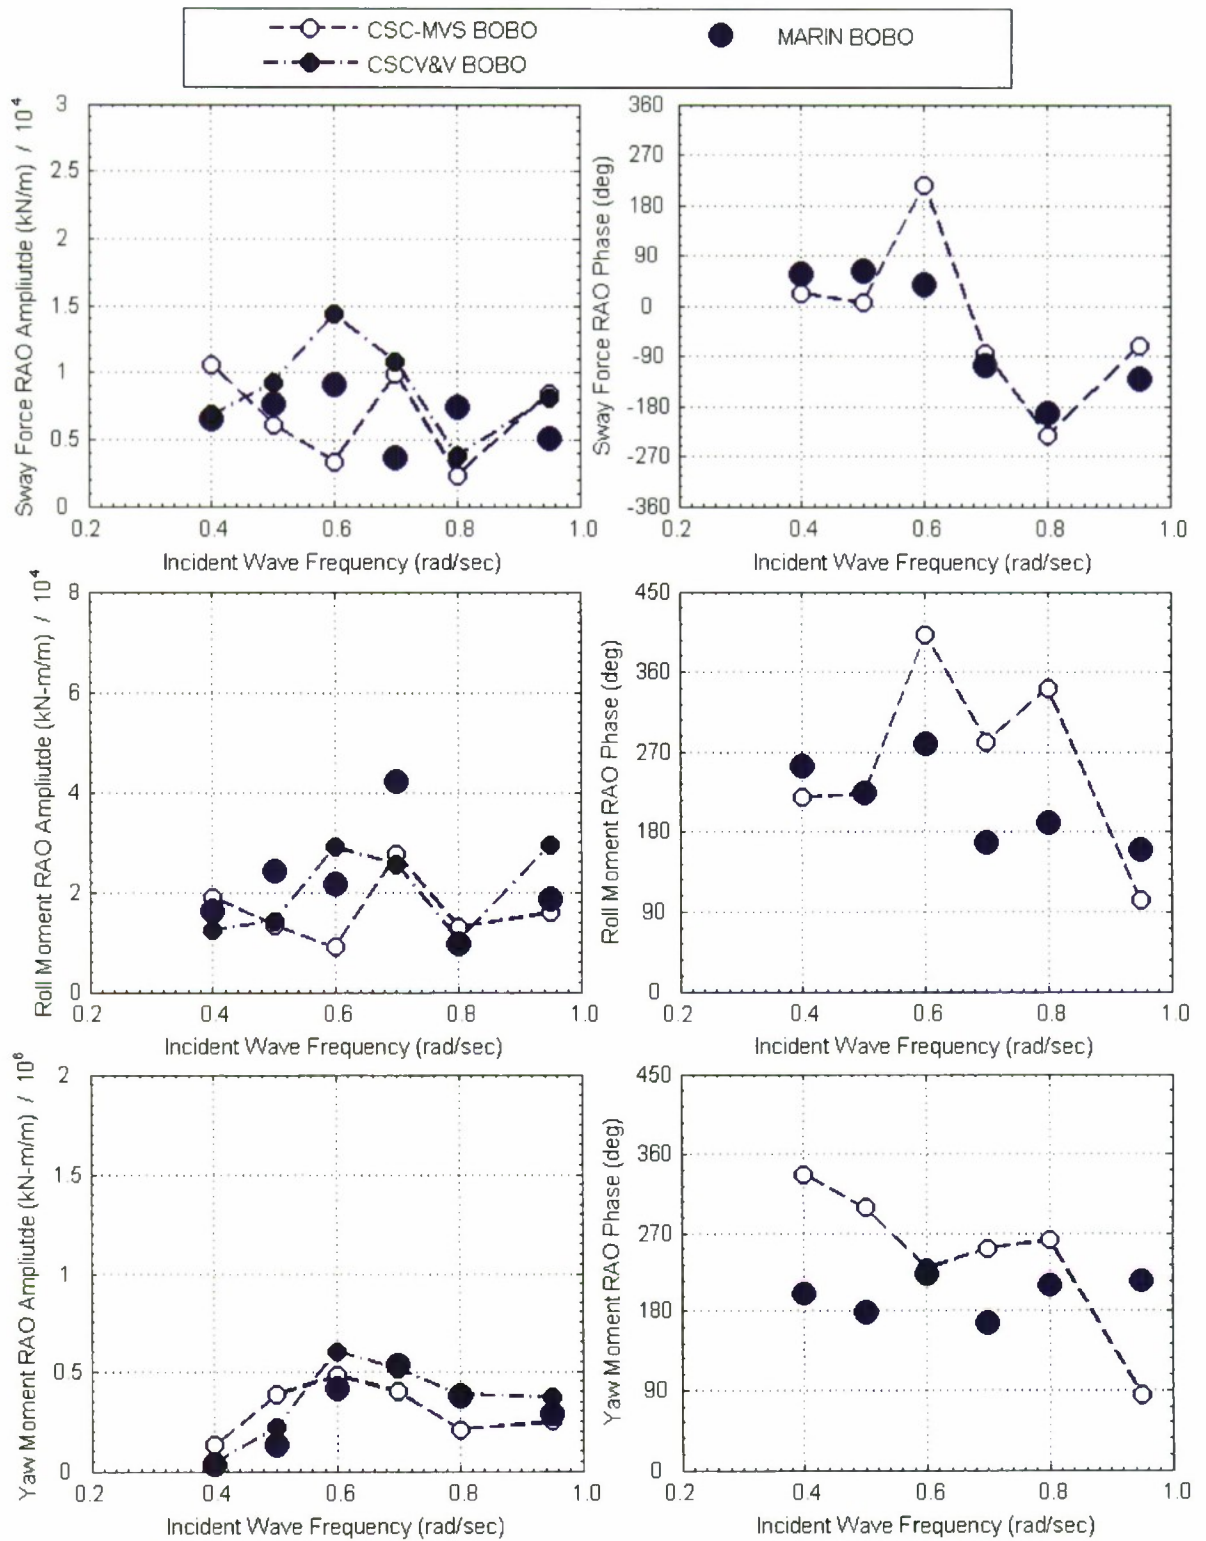 CSC-MVS BOBO
MARIN BOBO
CSCV&V BOBO
Sway Force RAO Ampliutde (kN/m) / 10⁴
3
2.5
2
1.5
1
0.5
0
0.2 0.4 0.6 0.8 1.0
Incident Wave Frequency (rad/sec)
Sway Force RAO Phase (deg)
360
270
180
90
0
-90
-180
-270
-360
0.2 0.4 0.6 0.8 1.0
Incident Wave Frequency (rad/sec)
Roll Moment RAO Ampliutde (kN-m/m) / 10⁴
8
6
4
2
0
0.2 0.4 0.6 0.8 1.0
Incident Wave Frequency (rad/sec)
Roll Moment RAO Phase (deg)
450
360
270
180
90
0
0.2 0.4 0.6 0.8 1.0
Incident Wave Frequency (rad/sec)
Yaw Moment RAO Ampliutde (kN-m/m) / 10⁶
2
1.5
1
0.5
0
0.2 0.4 0.6 0.8 1.0
Incident Wave Frequency (rad/sec)
Yaw Moment RAO Phase (deg)
450
360
270
180
90
0
0.2 0.4 0.6 0.8 1.0
Incident Wave Frequency (rad/sec)